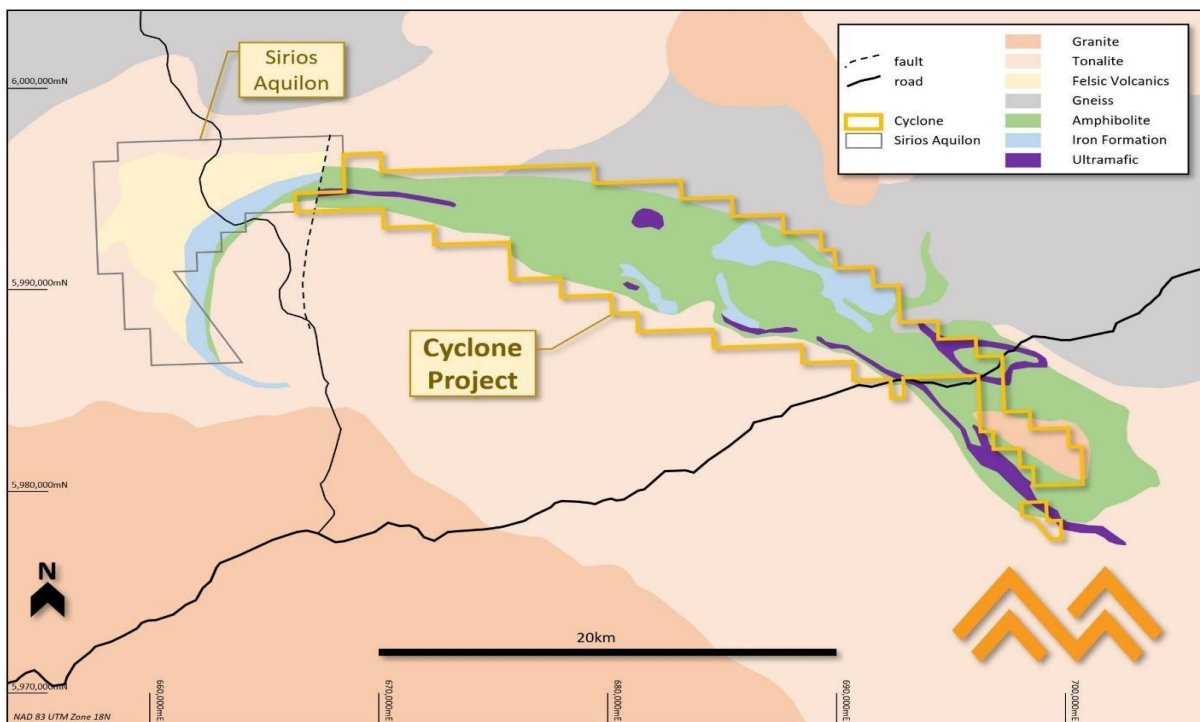 Sirios
Aquilon
6,000,000mN
5,990,000mN
5,980,000mN
5,970,000mN
fault
road
Cyclone
Sirios Aquilon
Granite
Tonalite
Felsic Volcanics
Gneiss
Amphibolite
Iron Formation
Ultramafic
Cyclone
Project
N
20km
660,000mE
670,000mE
680,000mE
690,000mE
700,000mE
NAD 83 UTM Zone 18N